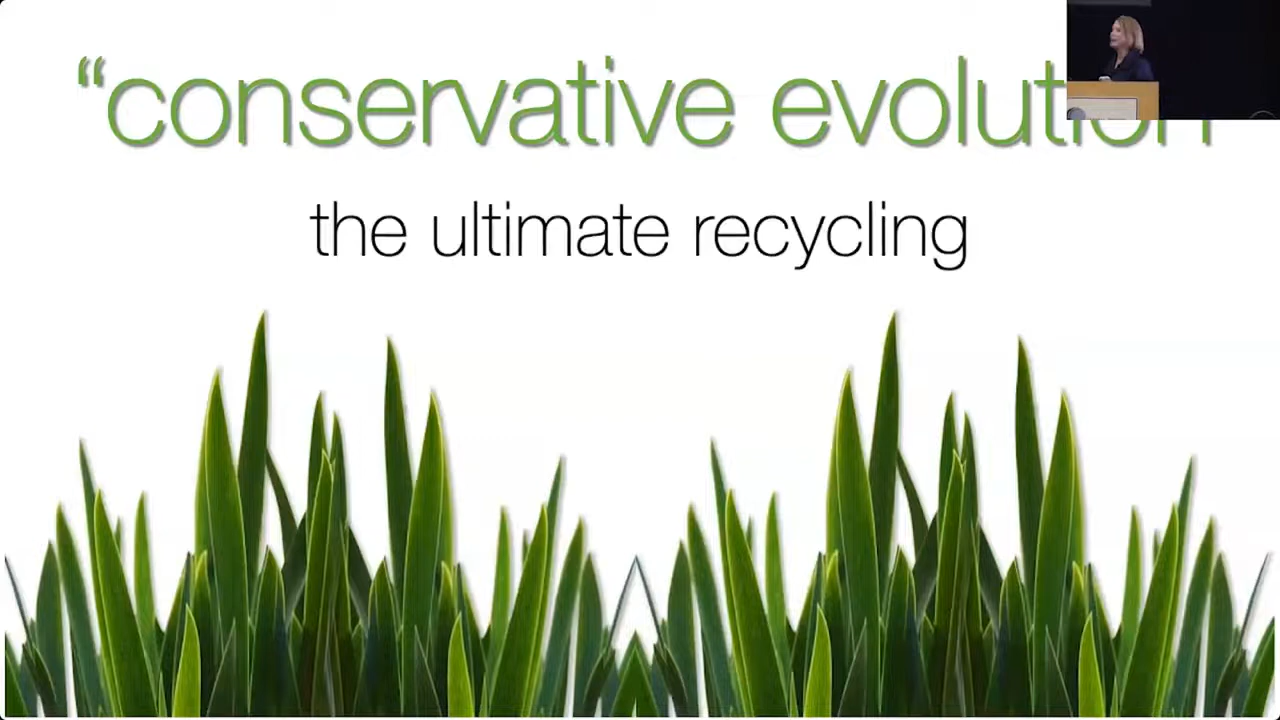 “conservative evolution
the ultimate recycling